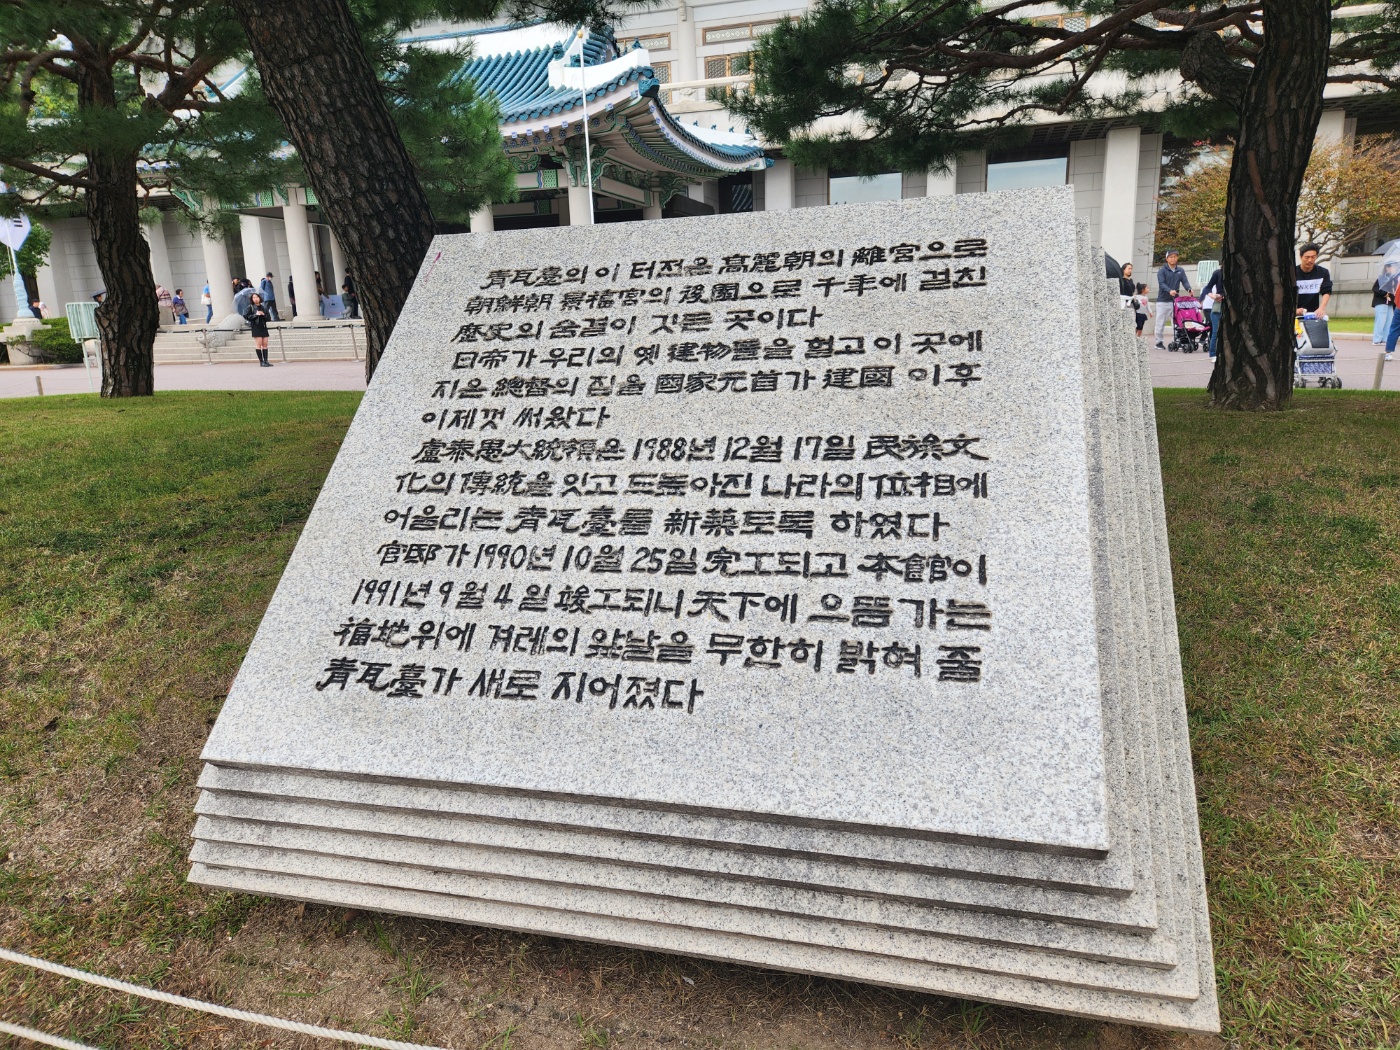 靑瓦臺의 이 터전은 高麗朝의 離宮으로
朝鮮朝 景福宮의 後園으로 千年에 걸친
歷史의 숨결이 깃든 곳이다
日帝가 우리의 옛 建物들을 헐고 이 곳에
지은 總督의 집을 國家元首가 建國 이후
이제껏 써왔다
盧泰愚大統領은 1988년 12월 17일 民族文
化의 傳統을 잇고 드높아진 나라의 位相에
어울리는 靑瓦臺를 新築토록 하였다
官邸가 1990년 10월 25일 完工되고 本館이
1991년 9월 4일 竣工되니 天下에 으뜸가는
福地위에 겨레의 앞날을 무한히 밝혀 줄
靑瓦臺가 새로 지어졌다